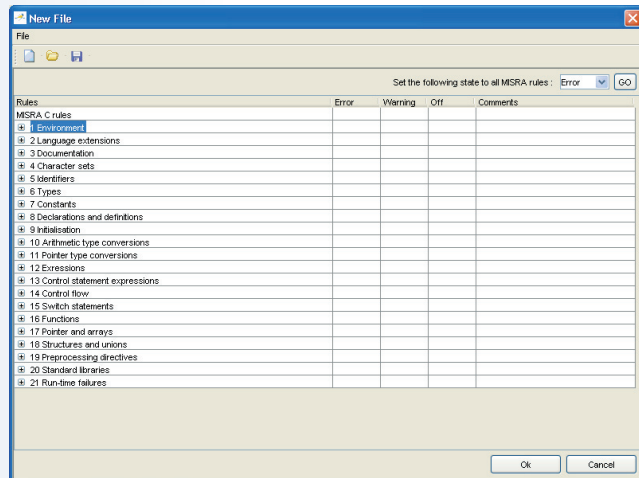 New File
File
Set the following state to all MISRA rules : Error GO
Rules Error Warning Off Comments
MISRA C rules
1 Environment
2 Language extensions
3 Documentation
4 Character sets
5 Identifiers
6 Types
7 Constants
8 Declarations and definitions
9 Initialisation
10 Arithmetic type conversions
11 Pointer type conversions
12 Exressions
13 Control statement expressions
14 Control flow
15 Switch statements
16 Functions
17 Pointer and arrays
18 Structures and unions
19 Preprocessing directives
20 Standard libraries
21 Run-time failures
Ok Cancel